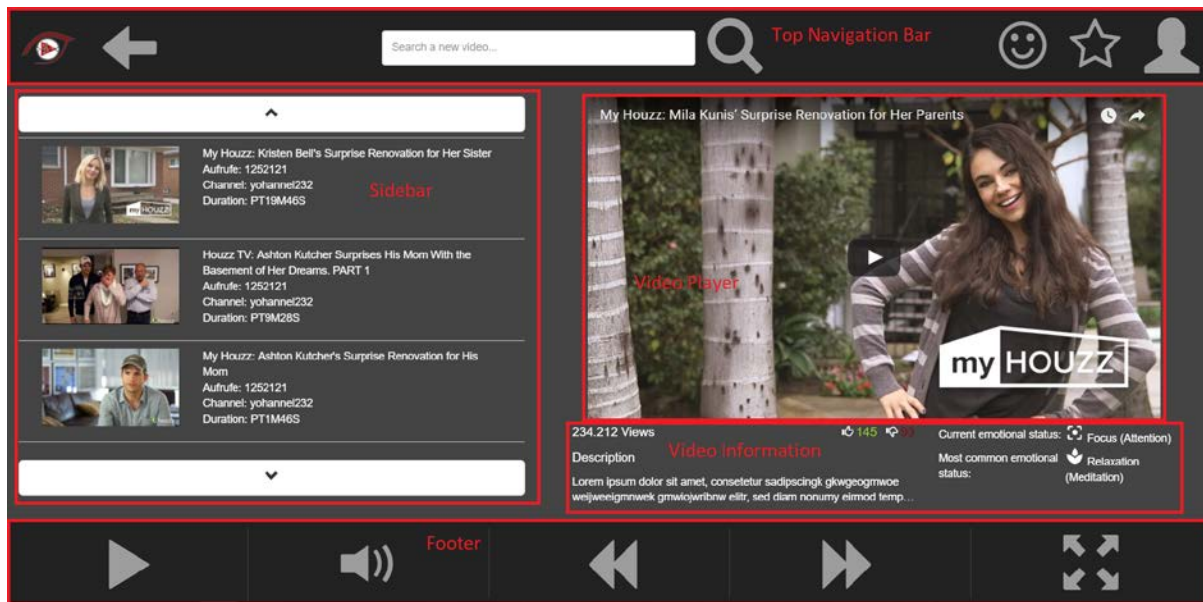 Search a new video...
Top Navigation Bar
My Houzz: Kristen Bell's Surprise Renovation for Her Sister
Aufrufe: 1252121
Channel: yohannel232
Duration: PT19M46S
Sidebar
my HOUZZ
Houzz TV: Ashton Kutcher Surprises His Mom With the
Basement of Her Dreams. PART 1
Aufrufe: 1252121
Channel: yohannel232
Duration: PT9M28S
My Houzz: Ashton Kutcher's Surprise Renovation for His
Mom
Aufrufe: 1252121
Channel: yohannel232
Duration: PT1M46S
My Houzz: Mila Kunis' Surprise Renovation for Her Parents
Video Player
my HOUZZ
234.212 Views
145
Video Information
Description
Lorem ipsum dolor sit amet, consetetur sadipscingk gkwgeogmwoe
weijweeigmnwek gmwiojwribnw elitr, sed diam nonumy eirmod temp...
Current emotional status: Focus (Attention)
Most common emotional Relaxation
status: (Meditation)
Footer